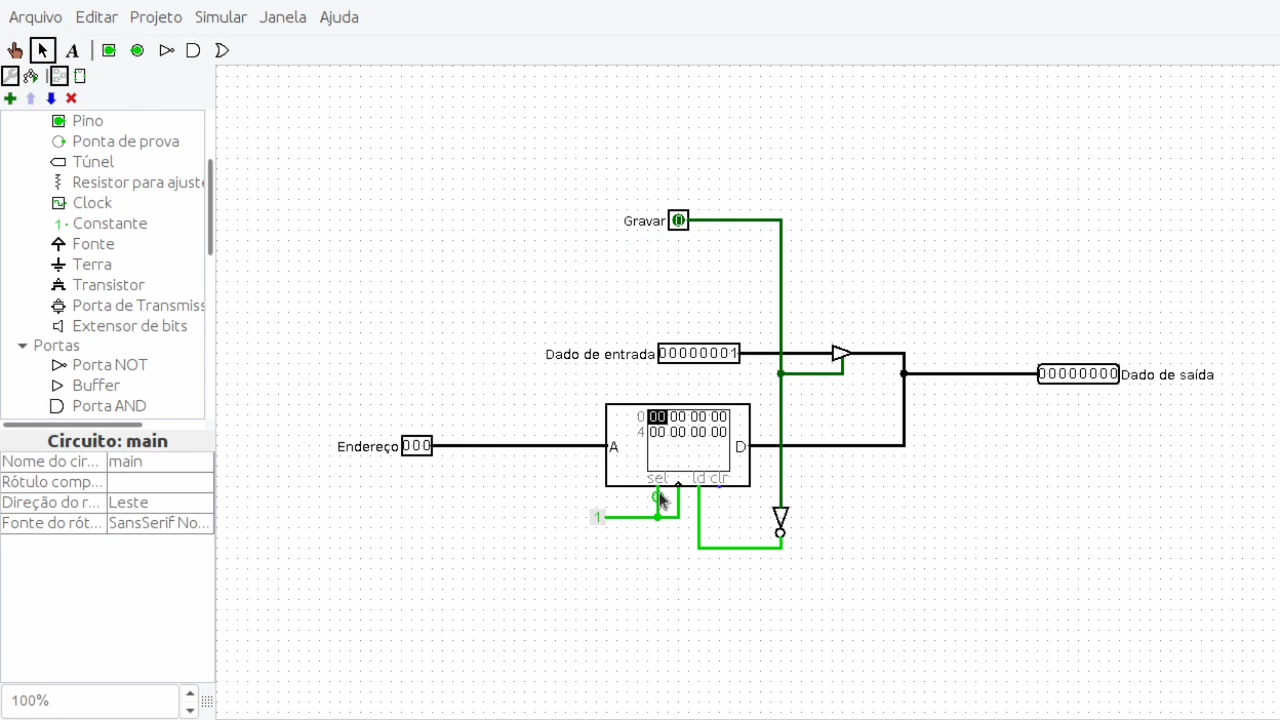 Arquivo Editar Projeto Simular Janela Ajuda
A
Pino
Ponta de prova
Túnel
Resistor para ajuste
Clock
1 Constante
Fonte
Terra
Transistor
Porta de Transmiss
Extensor de bits
Portas
Porta NOT
Buffer
Porta AND
Circuito: main
Nome do cir... main
Rótulo comp...
Direção do r... Leste
Fonte do rót... SansSerif No...
100%
Gravar 0
Dado de entrada 00000001
00000000 Dado de saída
Endereço 000
A
0 00 00 00 00
4 00 00 00 00
D
sel ld clr
1